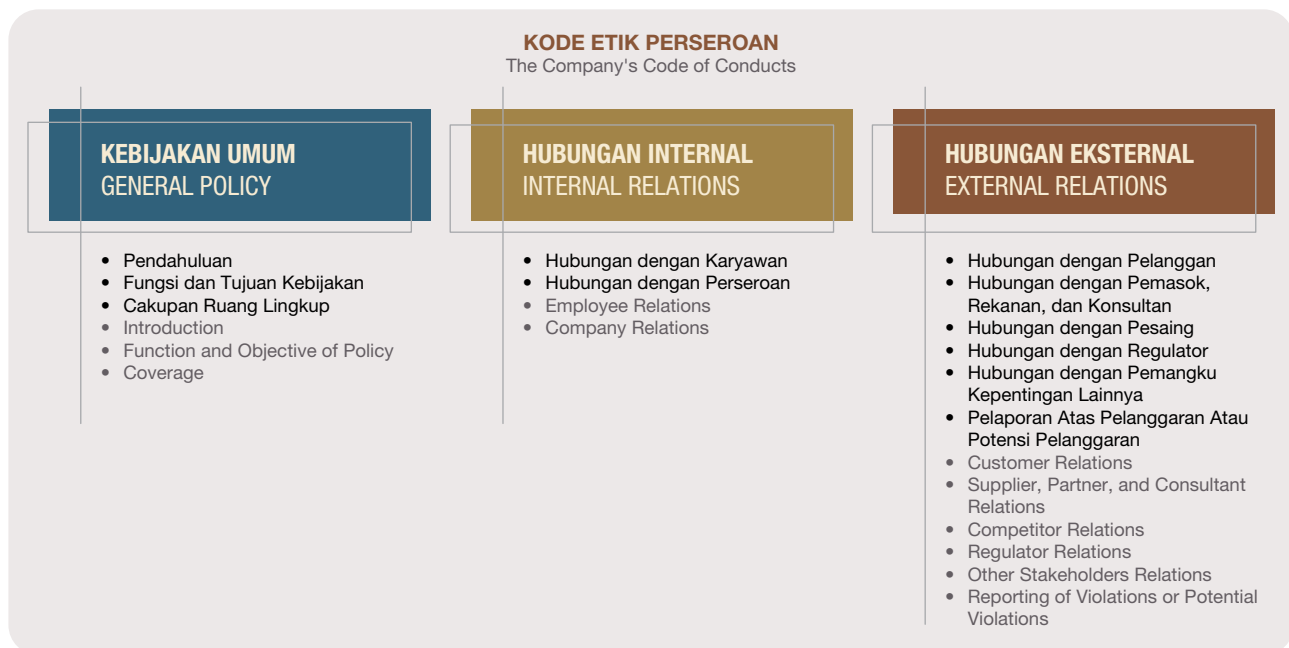 KODE ETIK PERSEROAN
The Company's Code of Conducts
KEBIJAKAN UMUM
GENERAL POLICY
• Pendahuluan
• Fungsi dan Tujuan Kebijakan
• Cakupan Ruang Lingkup
• Introduction
• Function and Objective of Policy
• Coverage
HUBUNGAN INTERNAL
INTERNAL RELATIONS
• Hubungan dengan Karyawan
• Hubungan dengan Perseroan
• Employee Relations
• Company Relations
HUBUNGAN EKSTERNAL
EXTERNAL RELATIONS
• Hubungan dengan Pelanggan
• Hubungan dengan Pemasok,
Rekanan, dan Konsultan
• Hubungan dengan Pesaing
• Hubungan dengan Regulator
• Hubungan dengan Pemangku
Kepentingan Lainnya
• Pelaporan Atas Pelanggaran Atau
Potensi Pelanggaran
• Customer Relations
• Supplier, Partner, and Consultant
Relations
• Competitor Relations
• Regulator Relations
• Other Stakeholders Relations
• Reporting of Violations or Potential
Violations